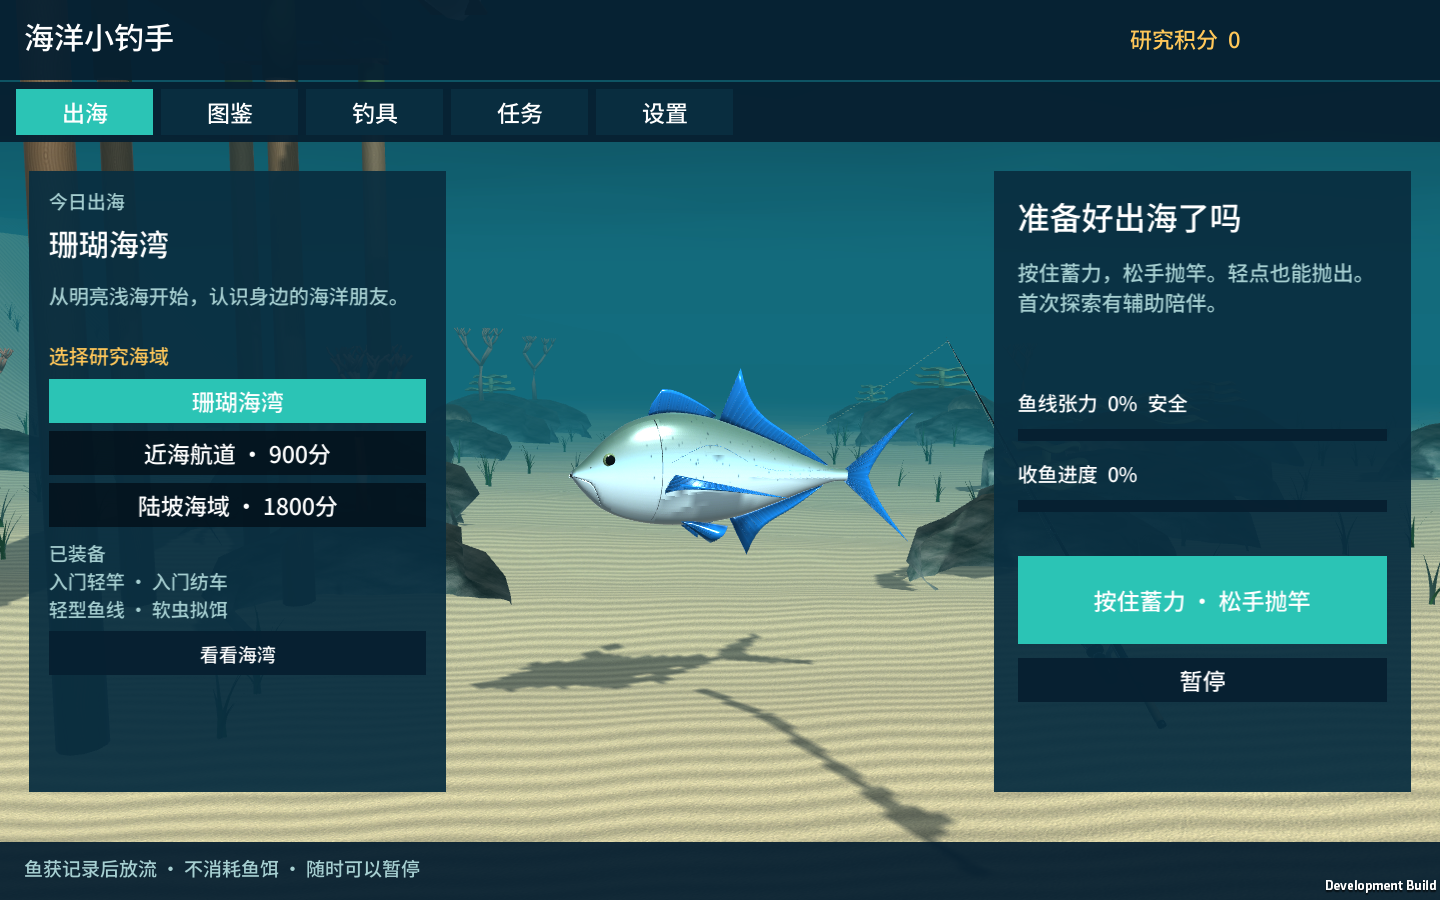 海洋小钓手
研究积分 0
出海
图鉴
钓具
任务
设置
今日出海
珊瑚海湾
从明亮浅海开始，认识身边的海洋朋友。
选择研究海域
珊瑚海湾
近海航道 · 900分
陆坡海域 · 1800分
已装备
入门轻竿 · 入门纺车
轻型鱼线 · 软虫拟饵
看看海湾
准备好出海了吗
按住蓄力，松手抛竿。轻点也能抛出。
首次探索有辅助陪伴。
鱼线张力 0% 安全
收鱼进度 0%
按住蓄力 · 松手抛竿
暂停
鱼获记录后放流 · 不消耗鱼饵 · 随时可以暂停
Development Build